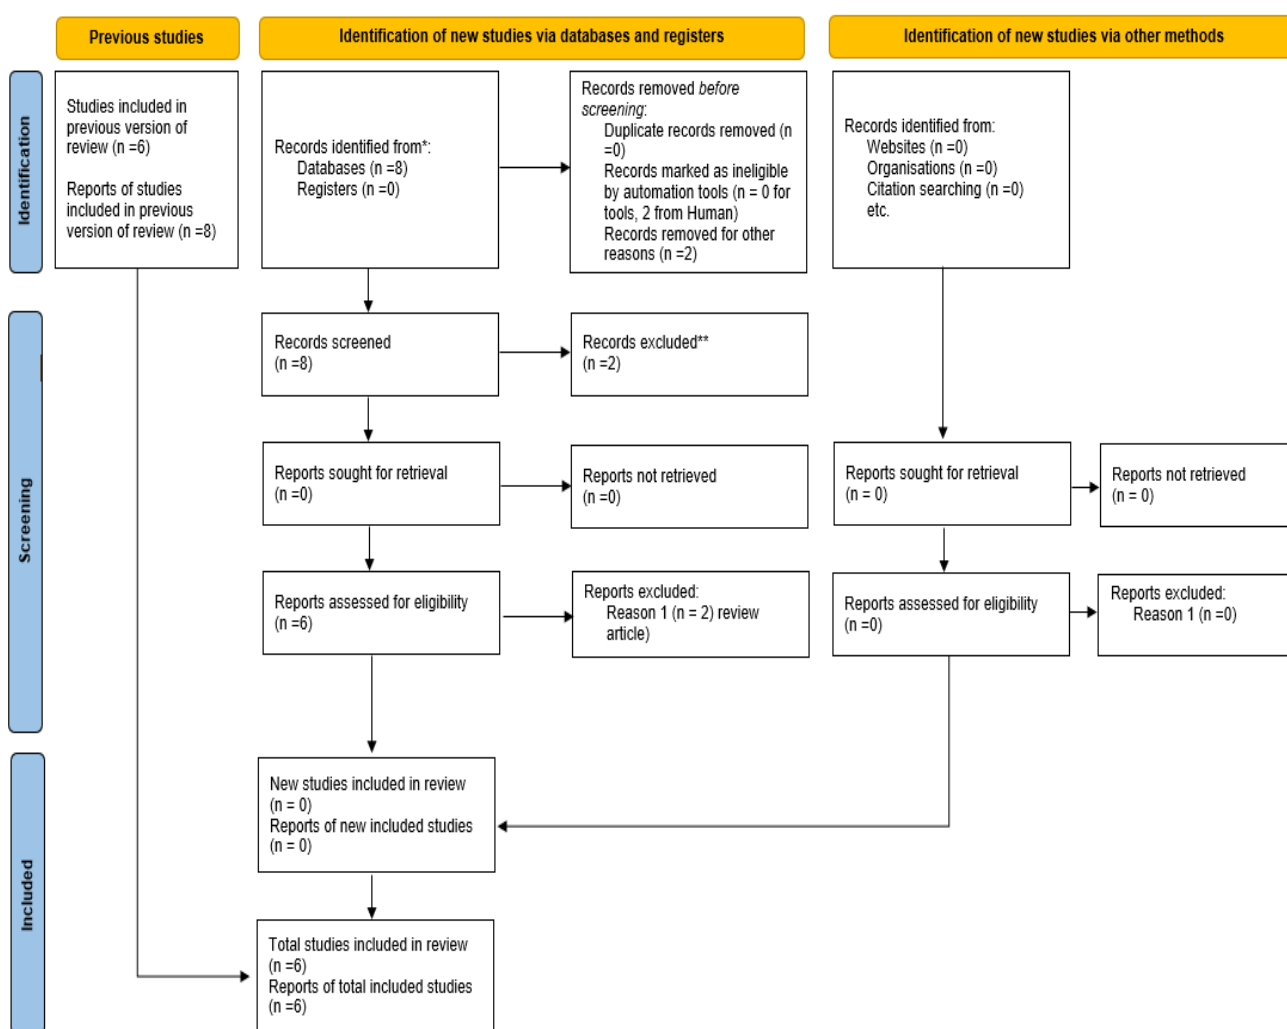 Previous studies
Identification of new studies via databases and registers
Identification of new studies via other methods
Identification
Studies included in
previous version of
review (n =6)
Reports of studies
included in previous
version of review (n =8)
Records identified from*:
Databases (n =8)
Registers (n =0)
Records removed before
screening:
Duplicate records removed (n
=0)
Records marked as ineligible
by automation tools (n = 0 for
tools, 2 from Human)
Records removed for other
reasons (n =2)
Records identified from:
Websites (n =0)
Organisations (n =0)
Citation searching (n =0)
etc.
Screening
Records screened
(n =8)
Records excluded**
(n =2)
Reports sought for retrieval
(n =0)
Reports not retrieved
(n =0)
Reports sought for retrieval
(n = 0)
Reports not retrieved
(n = 0)
Reports assessed for eligibility
(n =6)
Reports excluded:
Reason 1 (n = 2) review
article)
Reports assessed for eligibility
(n =0)
Reports excluded:
Reason 1 (n =0)
Included
New studies included in review
(n = 0)
Reports of new included studies
(n = 0)
Total studies included in review
(n =6)
Reports of total included studies
(n =6)